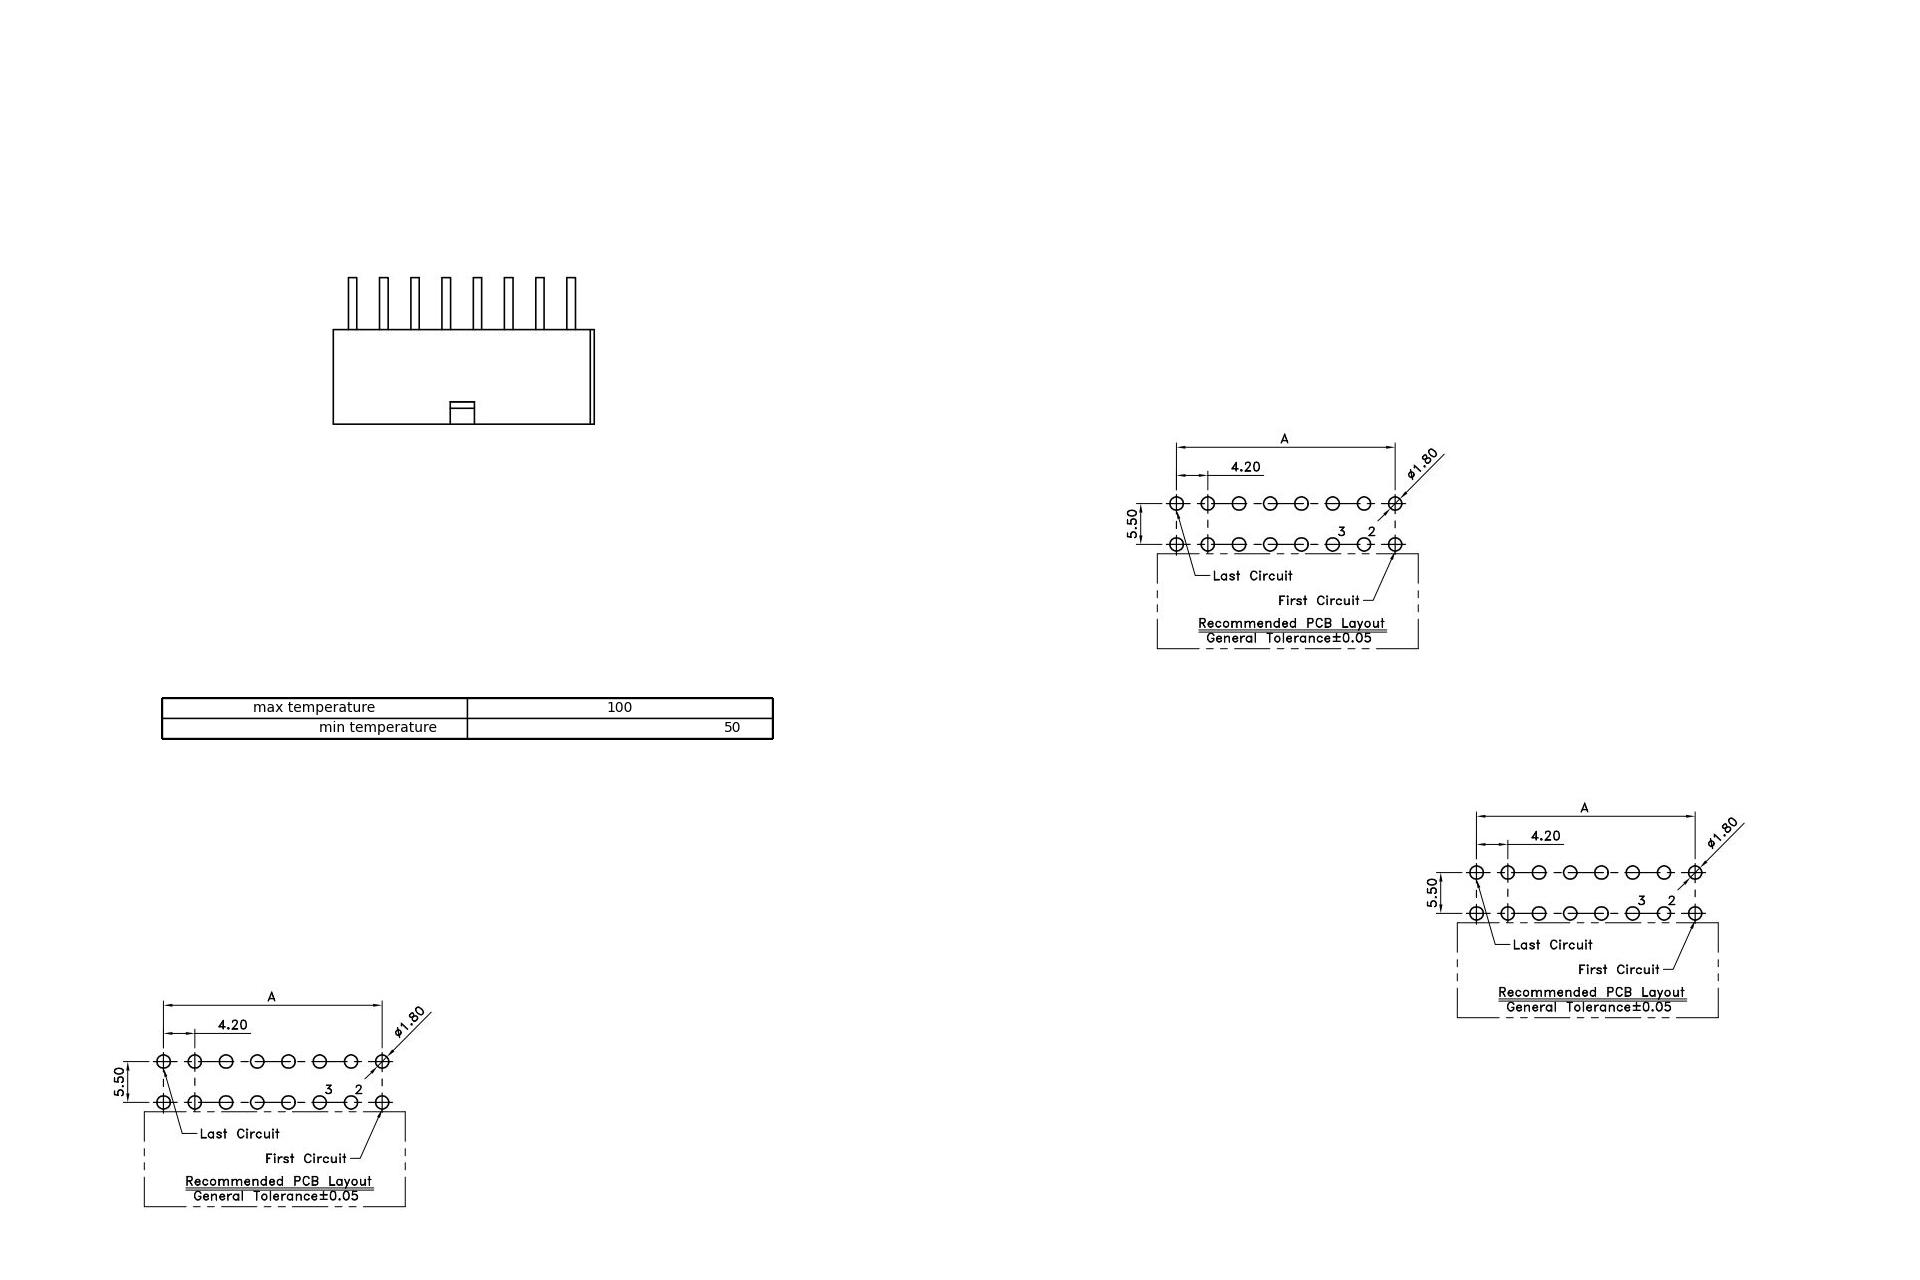 A
4.20
ø1.80
5.50
3 2
Last Circuit
First Circuit
Recommended PCB Layout
General Tolerance±0.05
max temperature 100
min temperature 50
A
4.20
ø1.80
5.50
3 2
Last Circuit
First Circuit
Recommended PCB Layout
General Tolerance±0.05
A
4.20
ø1.80
5.50
3 2
Last Circuit
First Circuit
Recommended PCB Layout
General Tolerance±0.05